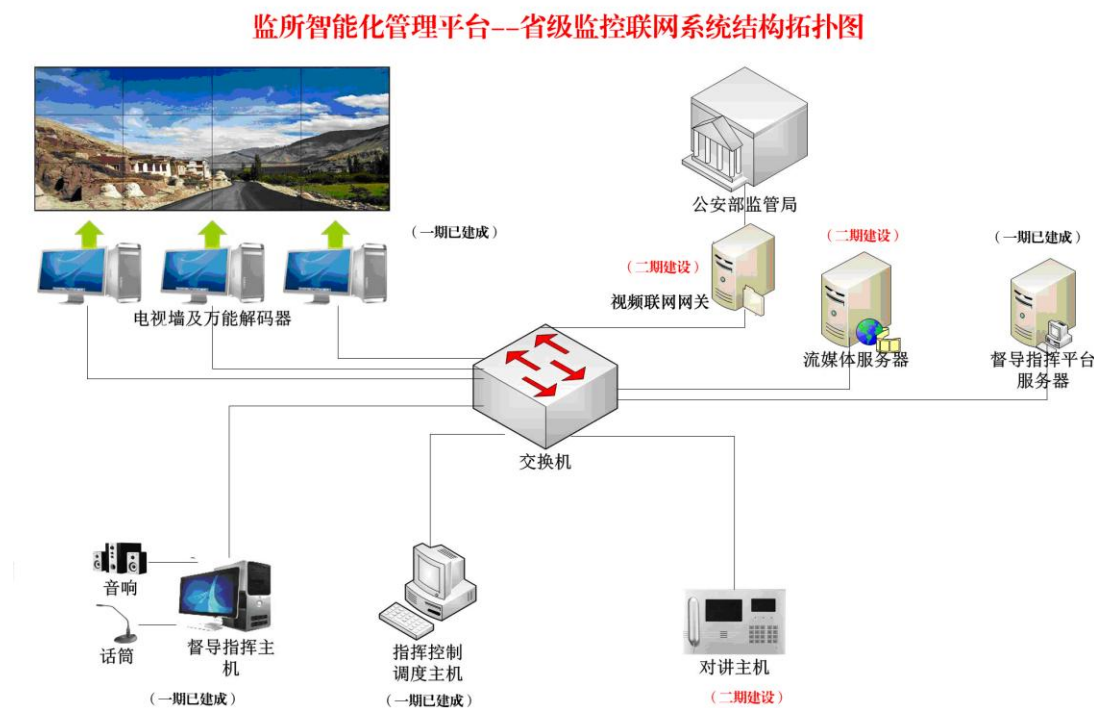 监所智能化管理平台--省级监控联网系统结构拓扑图
公安部监管局
（一期已建成）
（二期建设）
（一期已建成）
（二期建设）
视频联网网关
电视墙及万能解码器
流媒体服务器
督导指挥平台
服务器
交换机
音响
话筒
督导指挥主
机
（一期已建成）
指挥控制
调度主机
（一期已建成）
对讲主机
（二期建设）